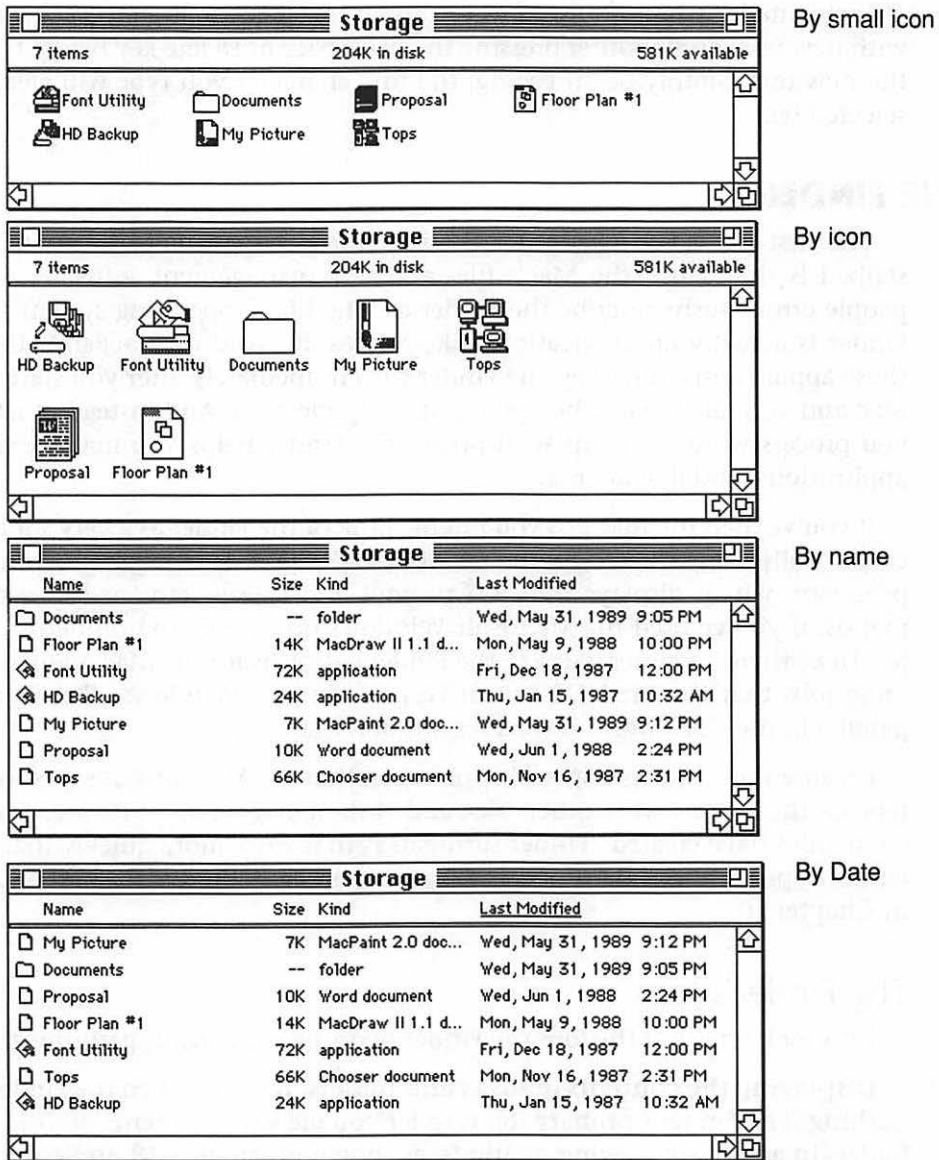 Storage
By small icon
7 items 204K in disk 581K available
Font Utility Documents Proposal Floor Plan #1
HD Backup My Picture Tops
Storage
By icon
7 items 204K in disk 581K available
HD Backup Font Utility Documents My Picture Tops
Proposal Floor Plan #1
Storage
By name
Name Size Kind Last Modified
Documents -- folder Wed, May 31, 1989 9:05 PM
Floor Plan #1 14K MacDraw II 1.1 d... Mon, May 9, 1988 10:00 PM
Font Utility 72K application Fri, Dec 18, 1987 12:00 PM
HD Backup 24K application Thu, Jan 15, 1987 10:32 AM
My Picture 7K MacPaint 2.0 doc... Wed, May 31, 1989 9:12 PM
Proposal 10K Word document Wed, Jun 1, 1988 2:24 PM
Tops 66K Chooser document Mon, Nov 16, 1987 2:31 PM
Storage
By Date
Name Size Kind Last Modified
My Picture 7K MacPaint 2.0 doc... Wed, May 31, 1989 9:12 PM
Documents -- folder Wed, May 31, 1989 9:05 PM
Proposal 10K Word document Wed, Jun 1, 1988 2:24 PM
Floor Plan #1 14K MacDraw II 1.1 d... Mon, May 9, 1988 10:00 PM
Font Utility 72K application Fri, Dec 18, 1987 12:00 PM
Tops 66K Chooser document Mon, Nov 16, 1987 2:31 PM
HD Backup 24K application Thu, Jan 15, 1987 10:32 AM